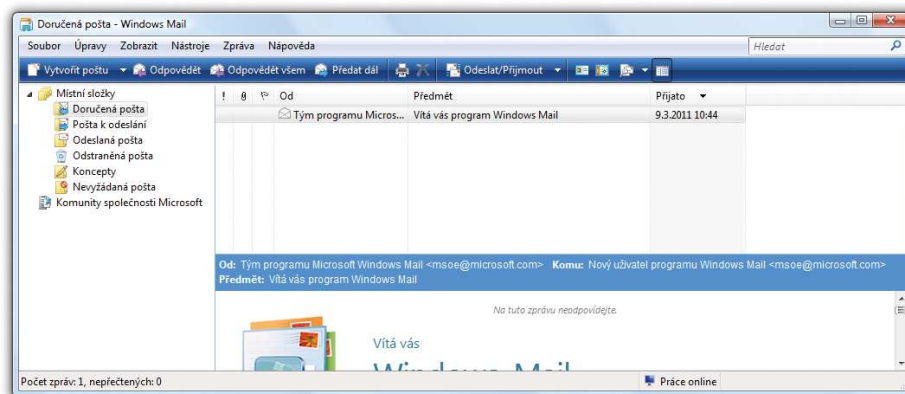 Doručená pošta - Windows Mail
Soubor Úpravy Zobrazit Nástroje Zpráva Nápověda Hledat
Vytvořit poštu Odpovědět Odpovědět všem Předat dál Odeslat/Přijmout
Místní složky
Doručená pošta
Pošta k odeslání
Odeslaná pošta
Odstraněná pošta
Koncepty
Nevyžádaná pošta
Komunity společnosti Microsoft
! Od Předmět Přijato
Tým programu Micros... Vítá vás program Windows Mail 9.3.2011 10:44
Od: Tým programu Microsoft Windows Mail <msoe@microsoft.com> Komu: Nový uživatel programu Windows Mail <msoe@microsoft.com>
Předmět: Vítá vás program Windows Mail
Na tuto zprávu neodpovídejte.
Vítá vás
Windows Mail
Počet zpráv: 1, nepřečtených: 0 Práce online